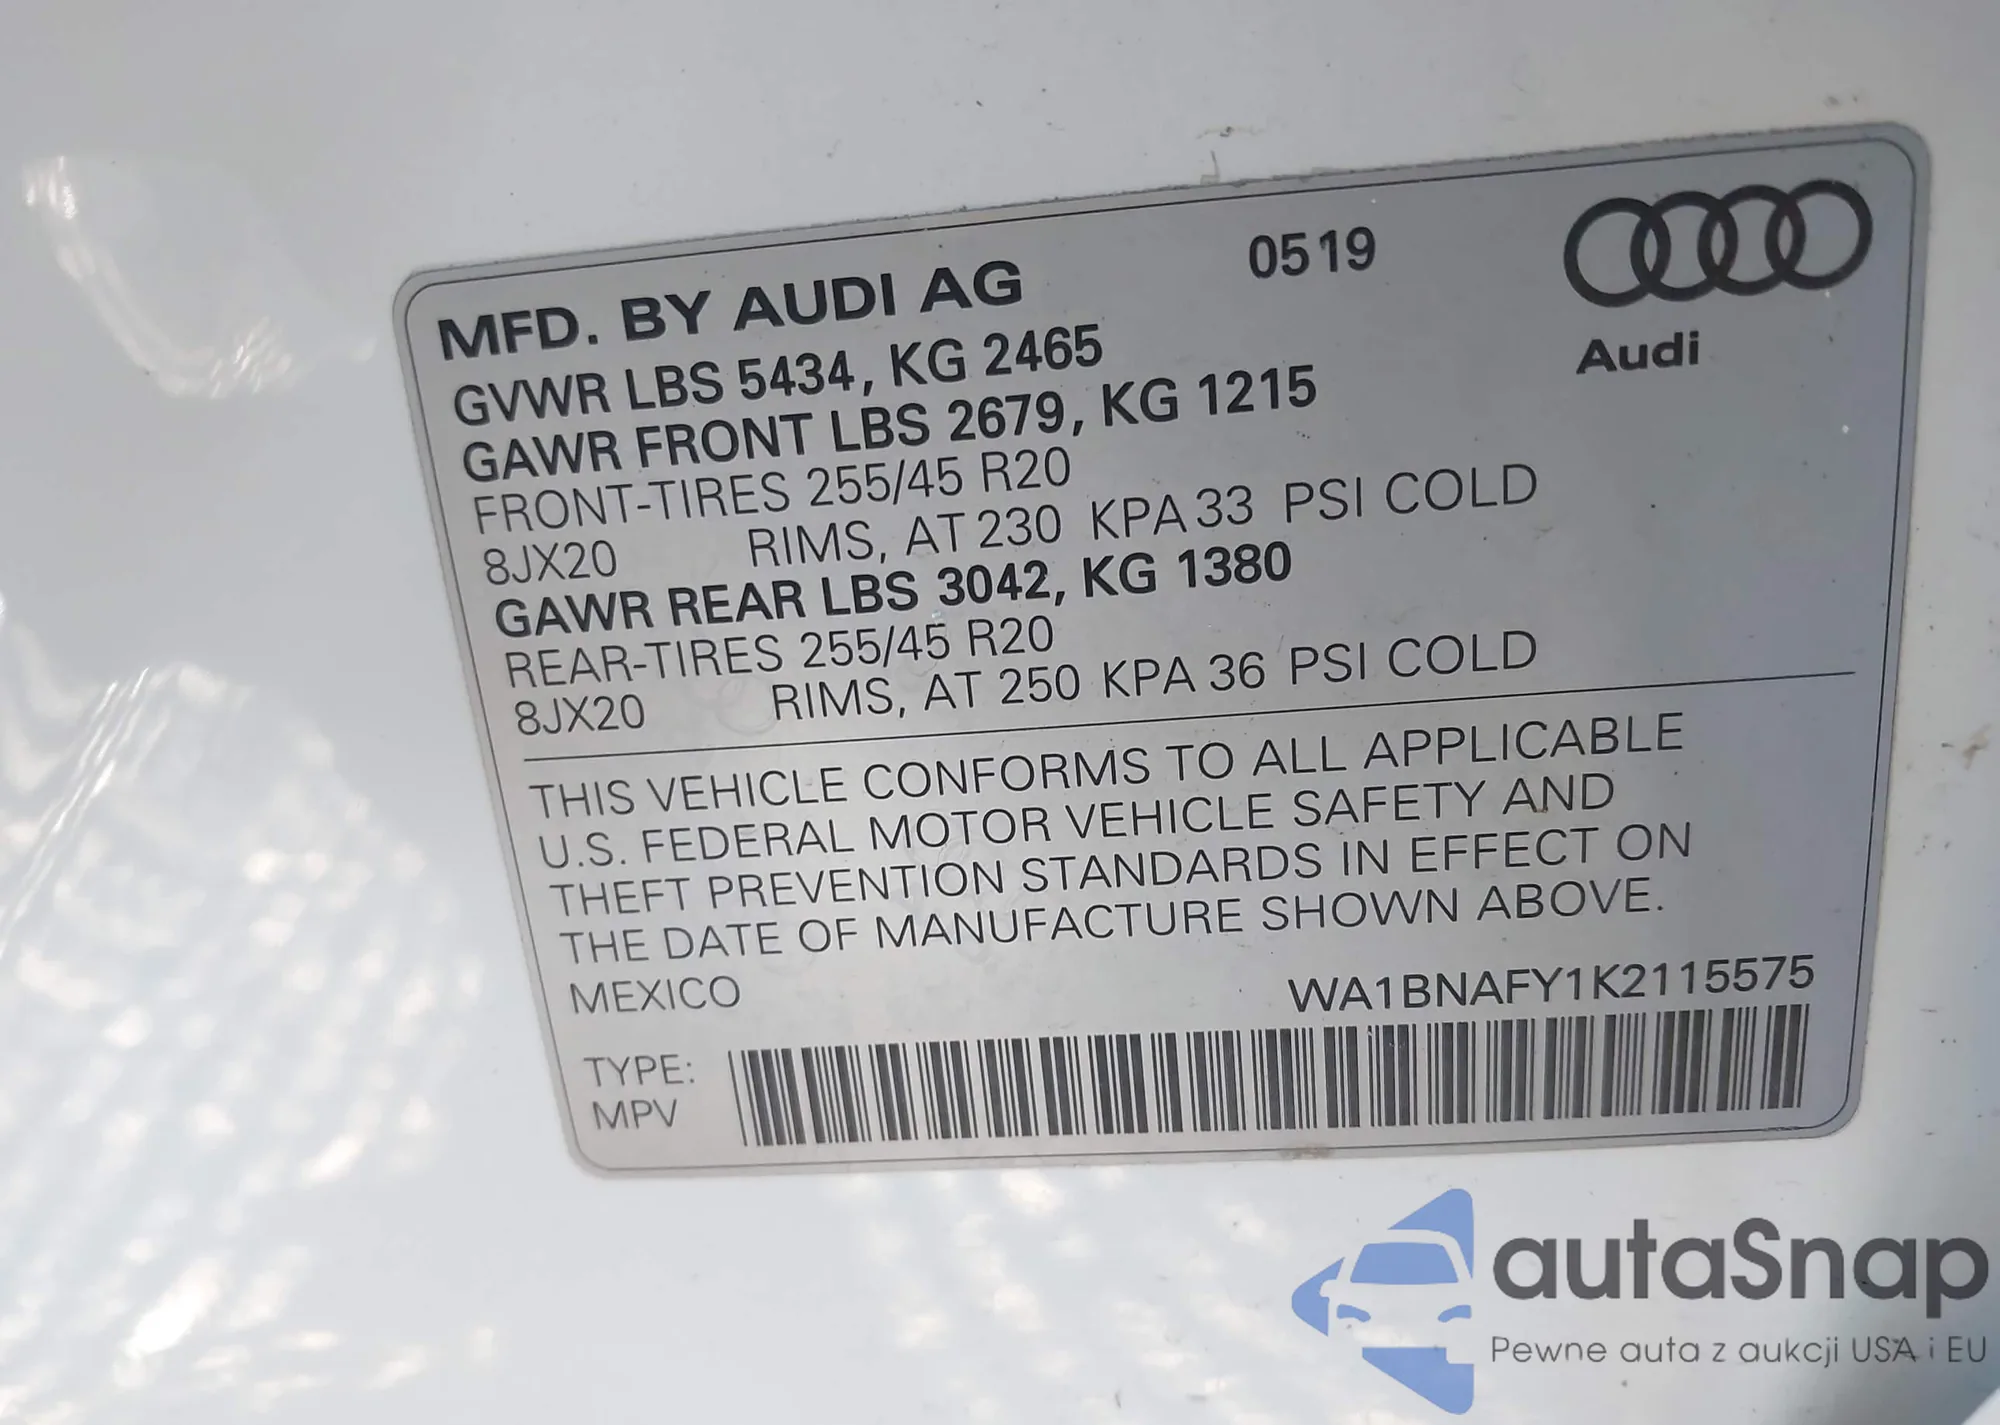 MFD. BY AUDI AG 0519
Audi
GVWR LBS 5434, KG 2465
GAWR FRONT LBS 2679, KG 1215
FRONT-TIRES 255/45 R20
8JX20 RIMS, AT 230 KPA 33 PSI COLD
GAWR REAR LBS 3042, KG 1380
REAR-TIRES 255/45 R20
8JX20 RIMS, AT 250 KPA 36 PSI COLD
THIS VEHICLE CONFORMS TO ALL APPLICABLE
U.S. FEDERAL MOTOR VEHICLE SAFETY AND
THEFT PREVENTION STANDARDS IN EFFECT ON
THE DATE OF MANUFACTURE SHOWN ABOVE.
MEXICO WA1BNAFY1K2115575
TYPE:
MPV
autaSnap
Pewne auta z aukcji USA i EU